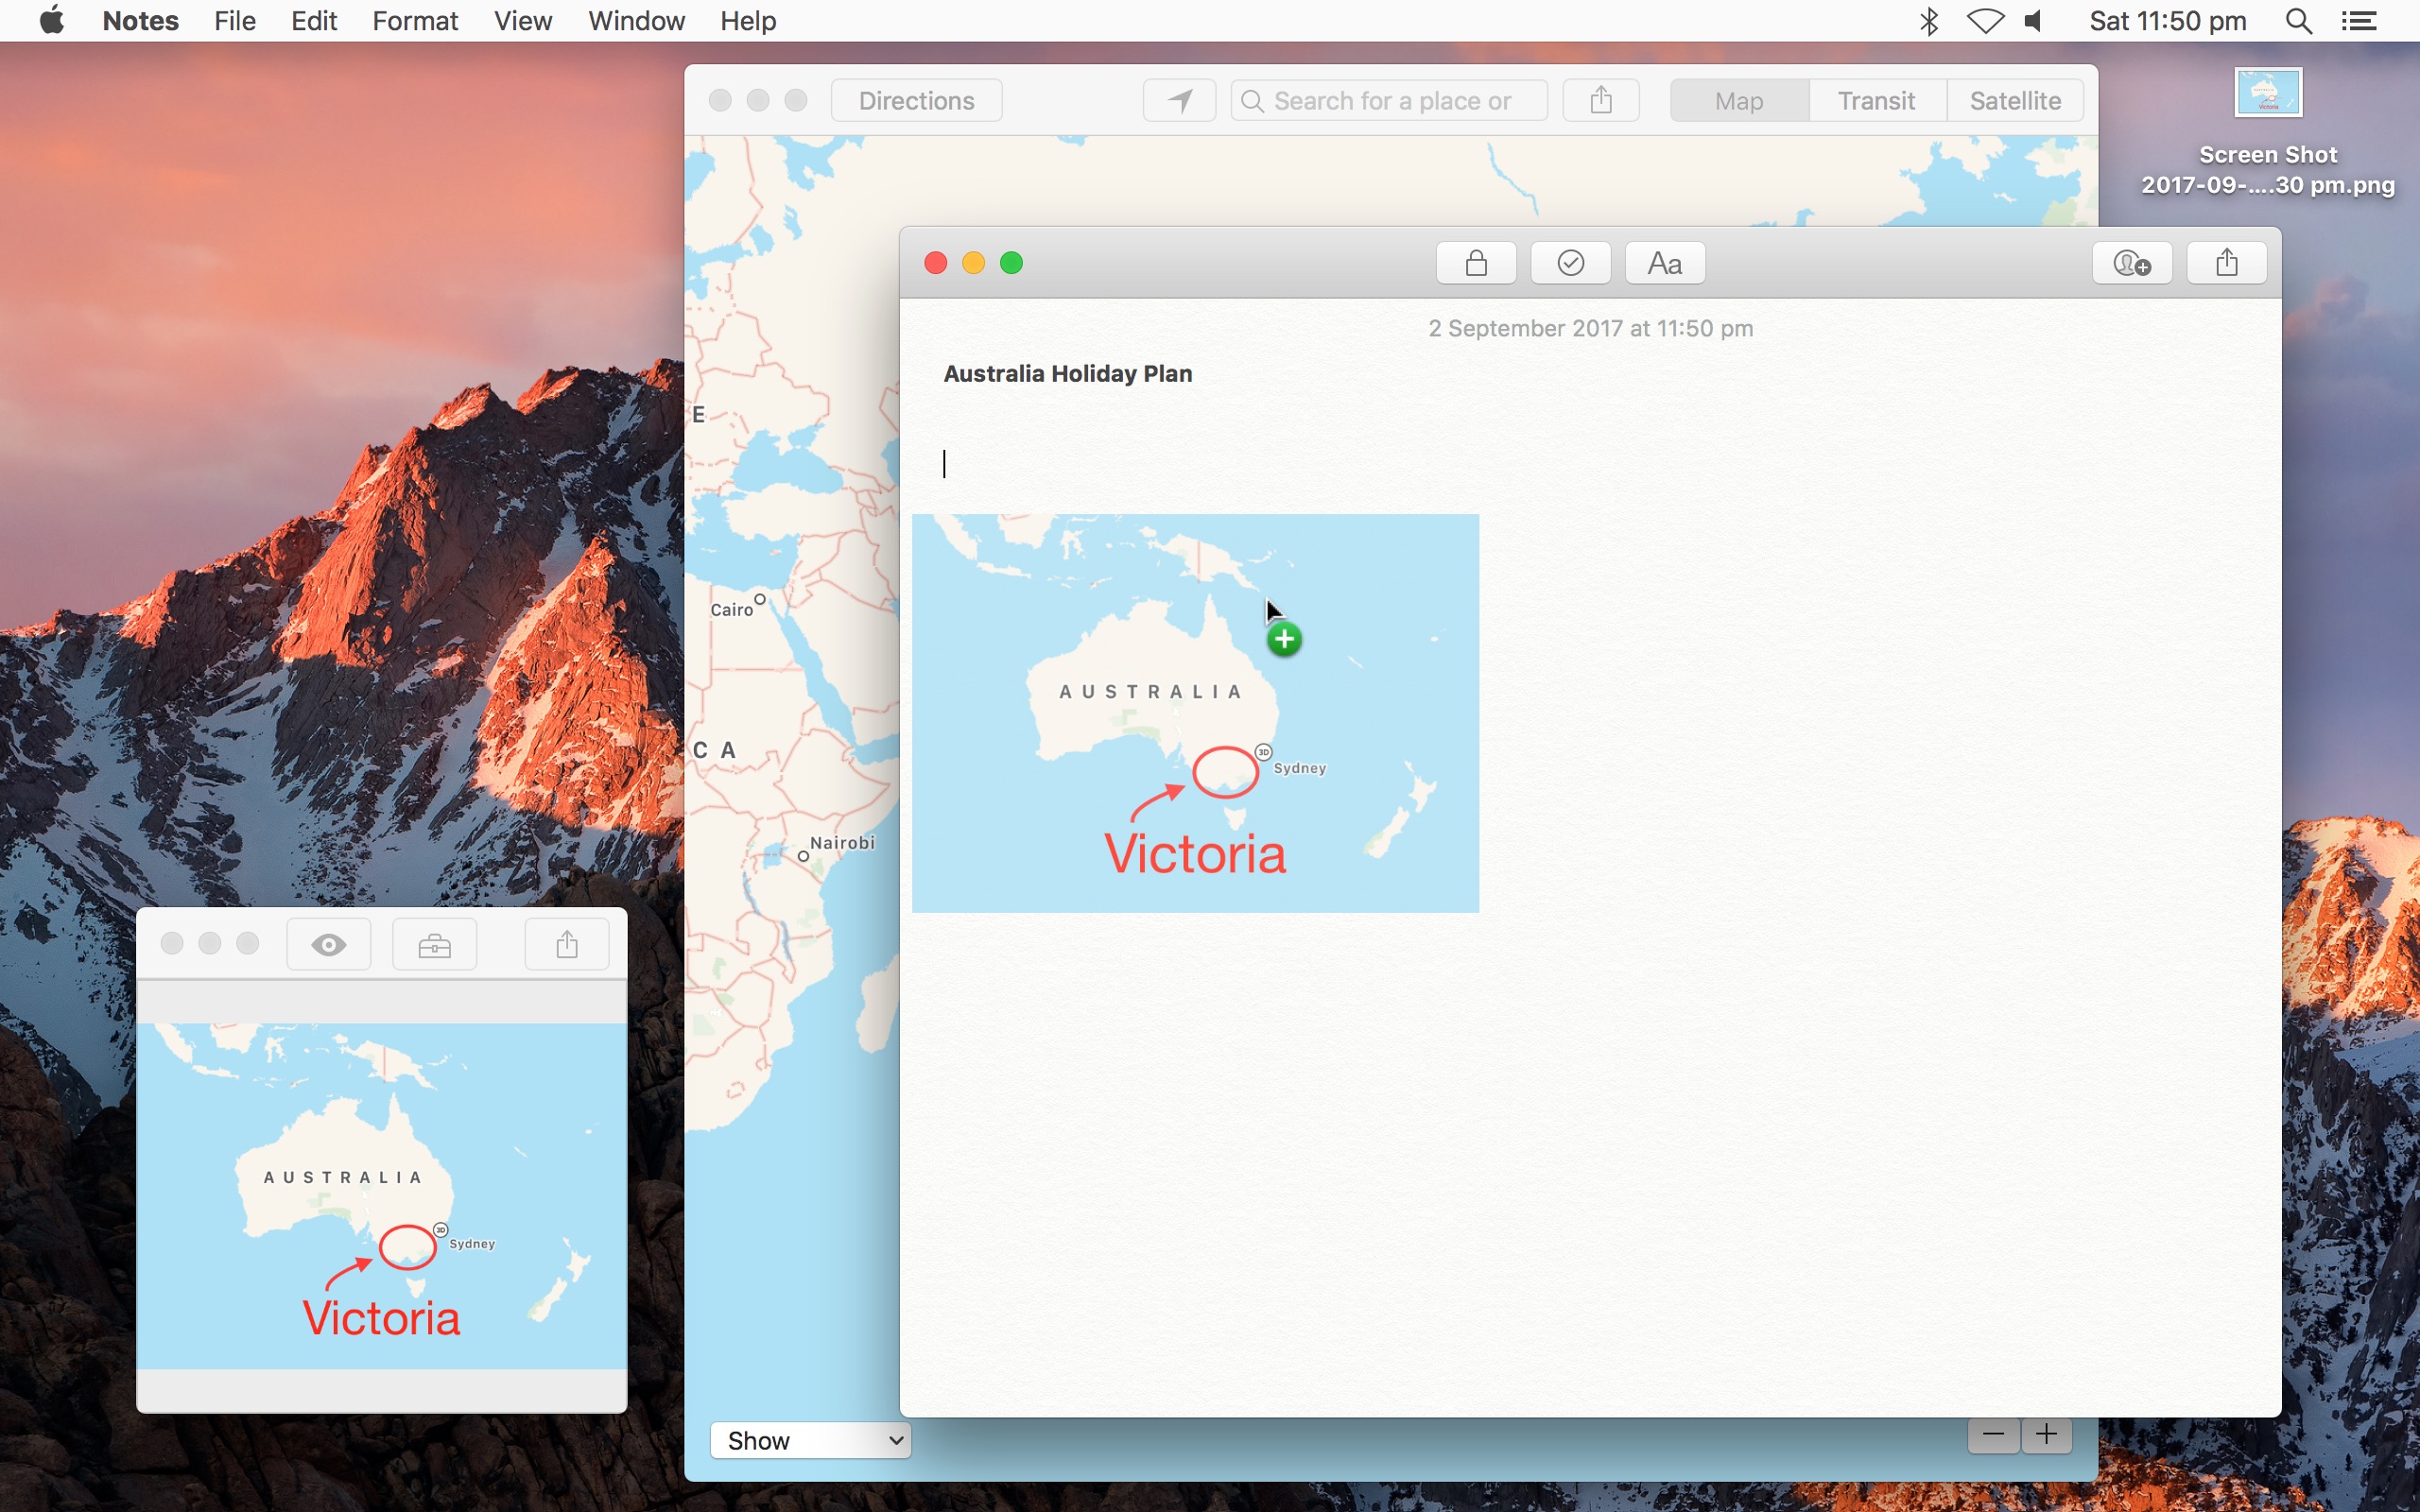 Notes File Edit Format View Window Help Sat 11:50 pm
Directions Search for a place or Map Transit Satellite
Screen Shot
2017-09-....30 pm.png
Aa
2 September 2017 at 11:50 pm
Australia Holiday Plan
E
Cairo
C A
Nairobi
AUSTRALIA
3D
Sydney
Victoria
AUSTRALIA
3D
Sydney
Victoria
Show